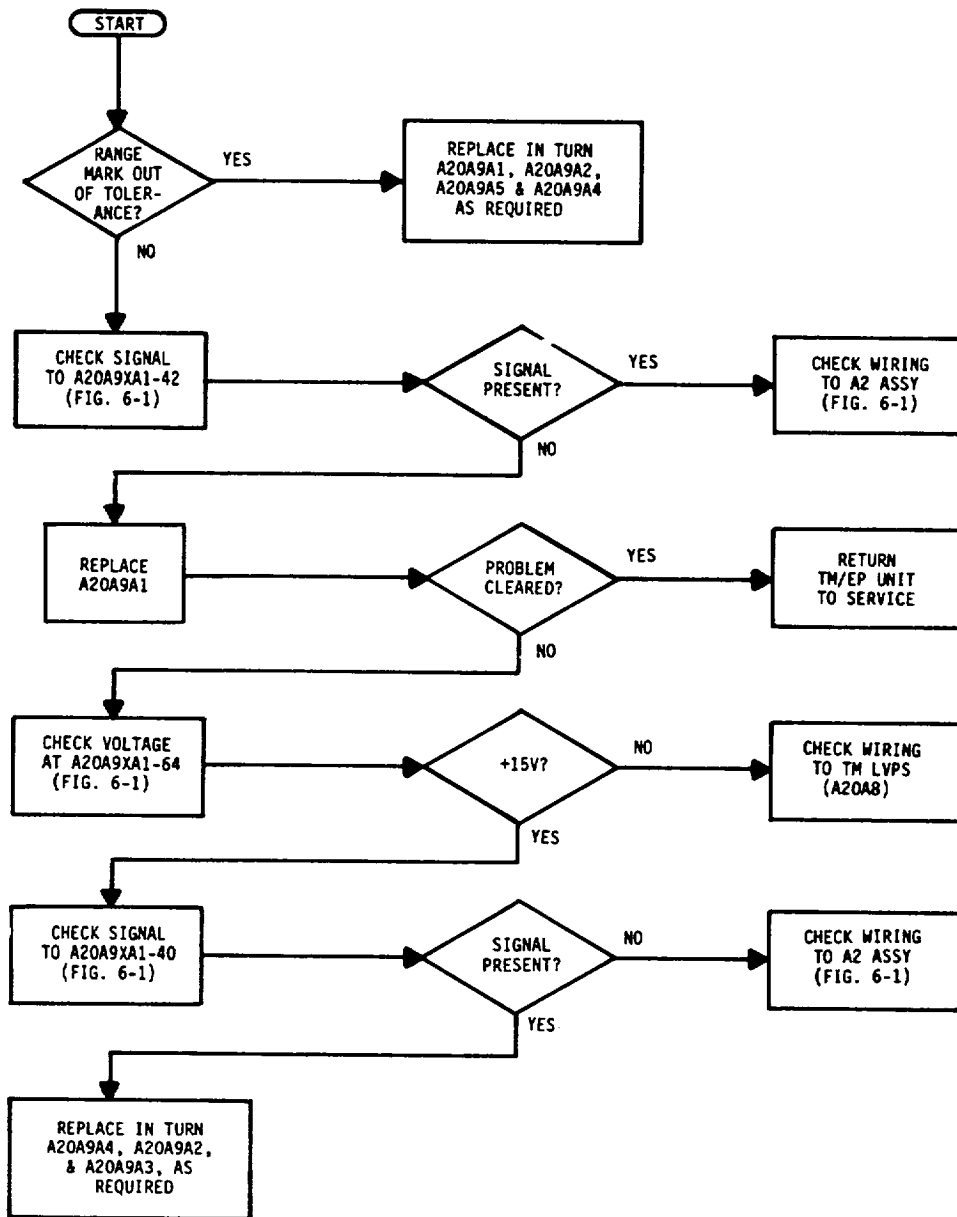 START
RANGE
MARK OUT
OF TOLER-
ANCE?
YES
REPLACE IN TURN
A20A9A1, A20A9A2,
A20A9A5 & A20A9A4
AS REQUIRED
NO
CHECK SIGNAL
TO A20A9XA1-42
(FIG. 6-1)
SIGNAL
PRESENT?
YES
CHECK WIRING
TO A2 ASSY
(FIG. 6-1)
NO
REPLACE
A20A9A1
PROBLEM
CLEARED?
YES
RETURN
TM/EP UNIT
TO SERVICE
NO
CHECK VOLTAGE
AT A20A9XA1-64
(FIG. 6-1)
+15V?
NO
CHECK WIRING
TO TM LVPS
(A20A8)
YES
CHECK SIGNAL
TO A20A9XA1-40
(FIG. 6-1)
SIGNAL
PRESENT?
NO
CHECK WIRING
TO A2 ASSY
(FIG. 6-1)
YES
REPLACE IN TURN
A20A9A4, A20A9A2,
& A20A9A3, AS
REQUIRED